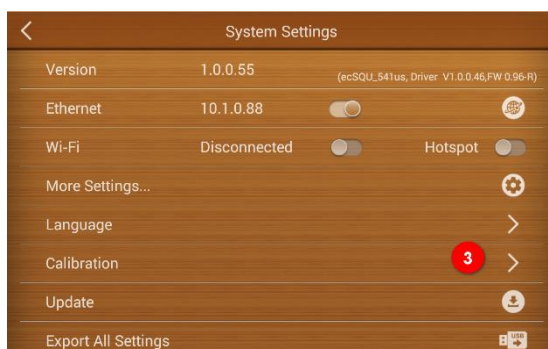 System Settings
Version 1.0.0.55 (ecSQU_541us, Driver V1.0.0.46,FW 0.96-R)
Ethernet 10.1.0.88
Wi-Fi Disconnected Hotspot
More Settings...
Language
Calibration 3
Update
Export All Settings USB